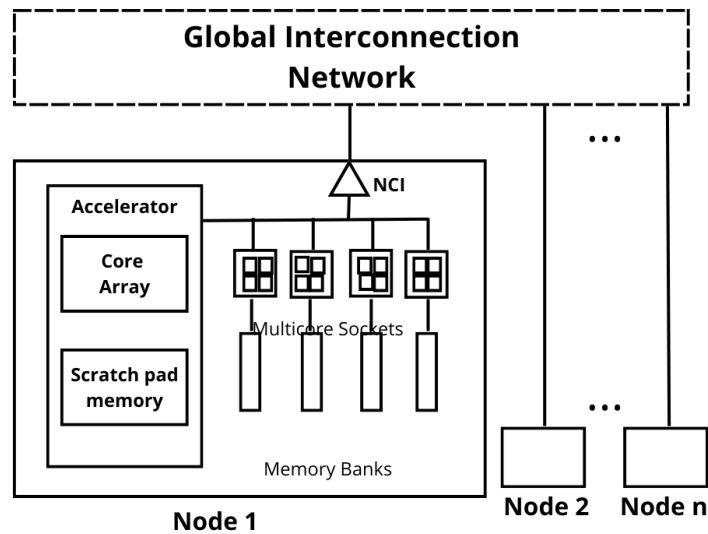 Global Interconnection
Network
...
NCI
Accelerator
Core
Array
Multicore Sockets
Scratch pad
memory
...
Memory Banks
Node 1
Node 2
Node n